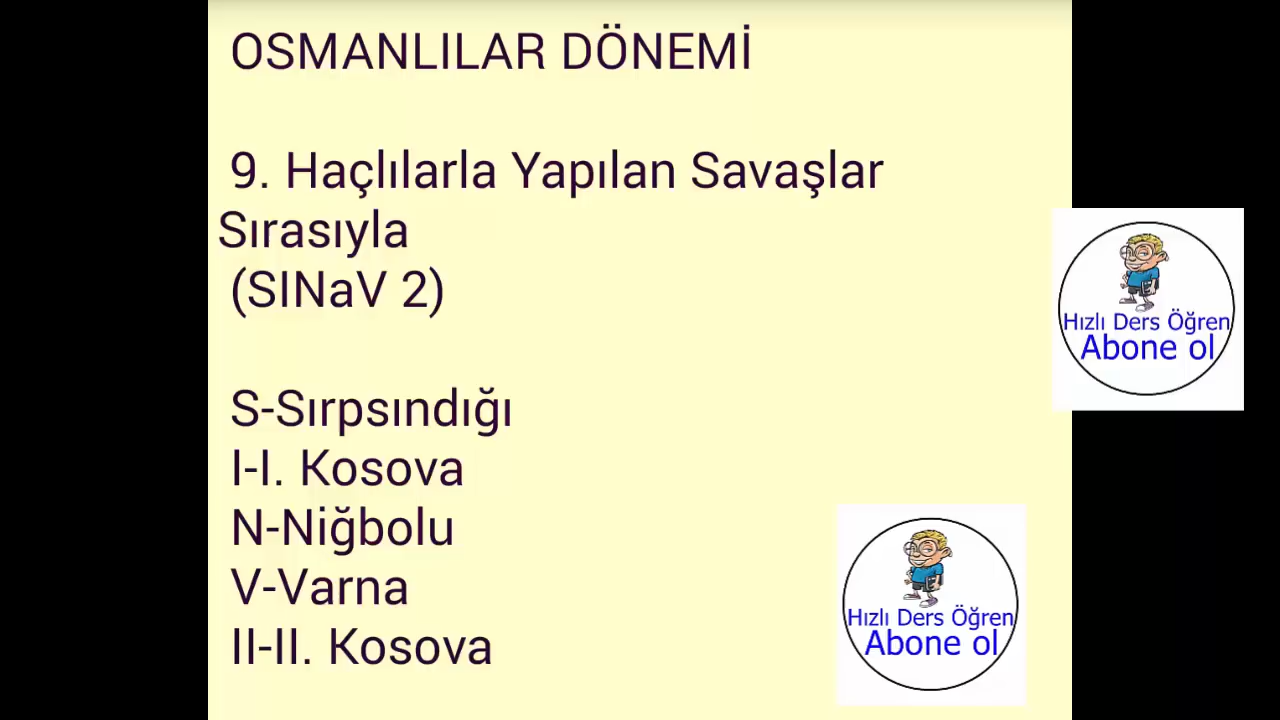 OSMANLILAR DÖNEMİ
9. Haçlılarla Yapılan Savaşlar
Sırasıyla
(SINaV 2)
S-Sırpsındığı
I-I. Kosova
N-Niğbolu
V-Varna
II-II. Kosova
Hızlı Ders Öğren
Abone ol
Hızlı Ders Öğren
Abone ol